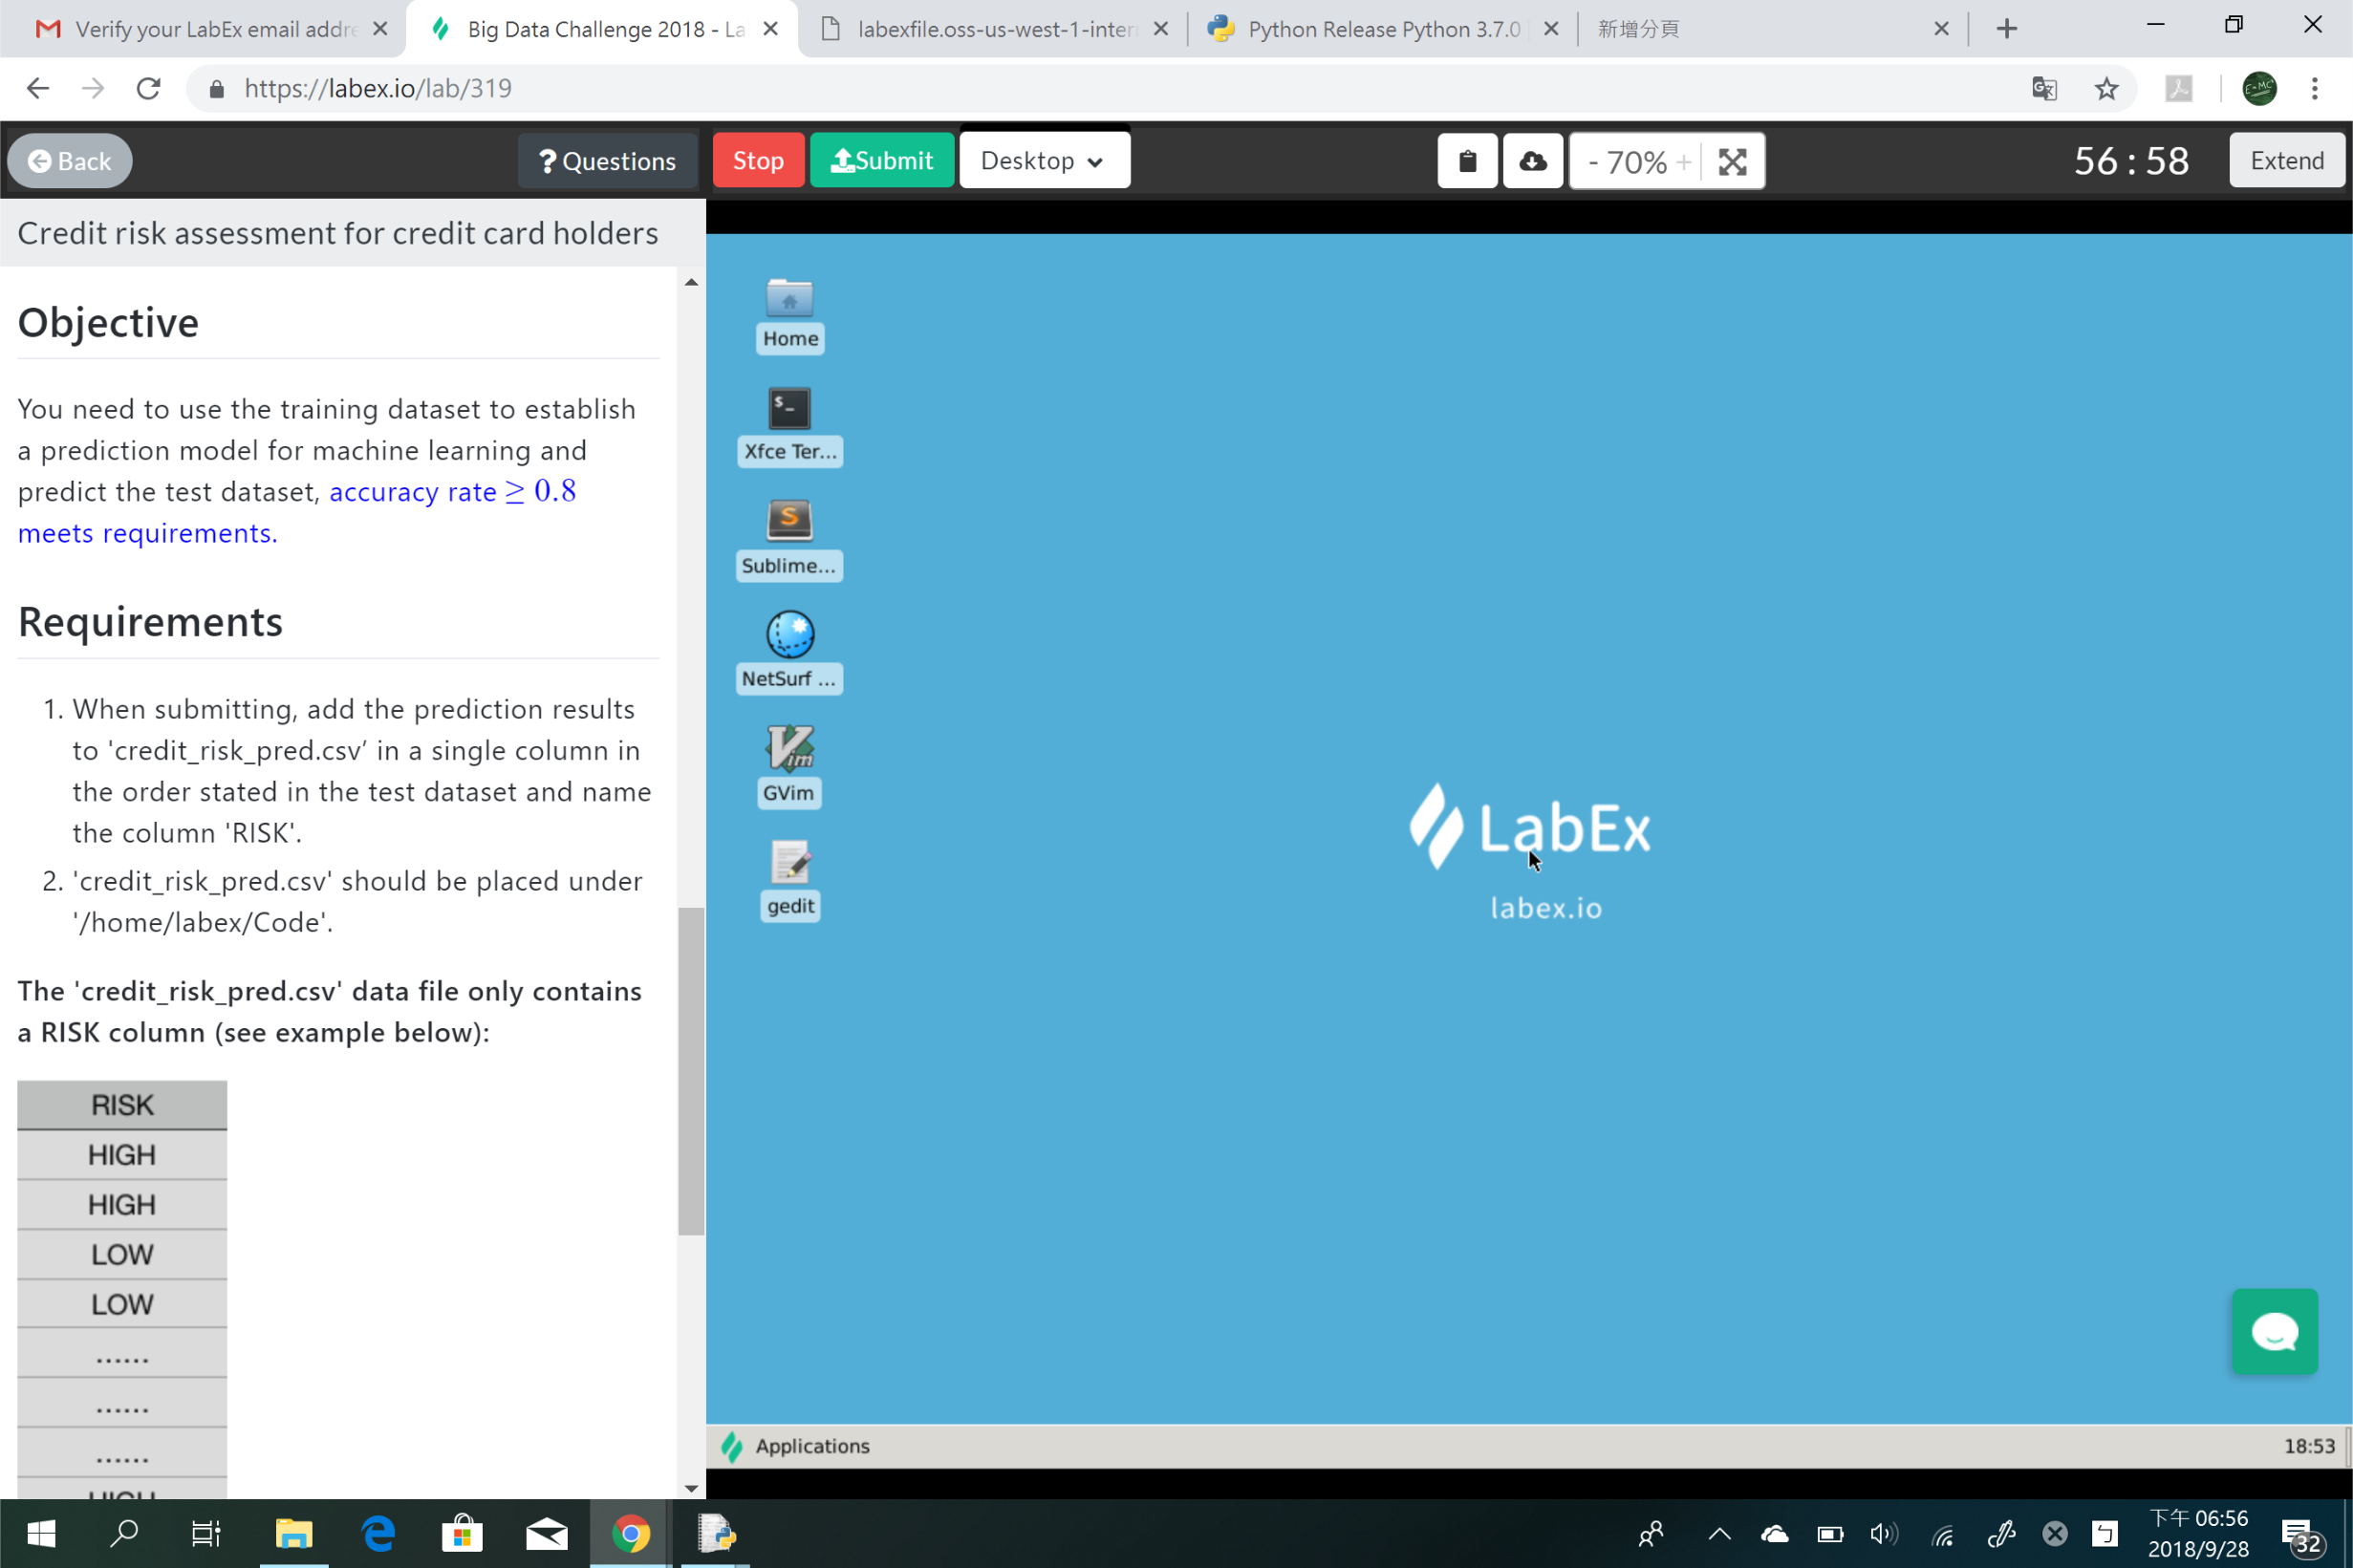 Verify your LabEx email addre
Big Data Challenge 2018 - La
labexfile.oss-us-west-1-inter
Python Release Python 3.7.0
新增分頁
https://labex.io/lab/319
Back
? Questions
Stop
Submit
Desktop
- 70% +
56 : 58
Extend
Credit risk assessment for credit card holders
Objective
You need to use the training dataset to establish
a prediction model for machine learning and
predict the test dataset, accuracy rate ≥ 0.8
meets requirements.
Requirements
1. When submitting, add the prediction results
to 'credit_risk_pred.csv’ in a single column in
the order stated in the test dataset and name
the column 'RISK'.
2. 'credit_risk_pred.csv' should be placed under
'/home/labex/Code'.
The 'credit_risk_pred.csv' data file only contains
a RISK column (see example below):
RISK
HIGH
HIGH
LOW
LOW
......
......
......
HIGH
Home
Xfce Ter...
Sublime...
NetSurf ...
GVim
gedit
LabEx
labex.io
Applications
18:53
下午 06:56
2018/9/28
32